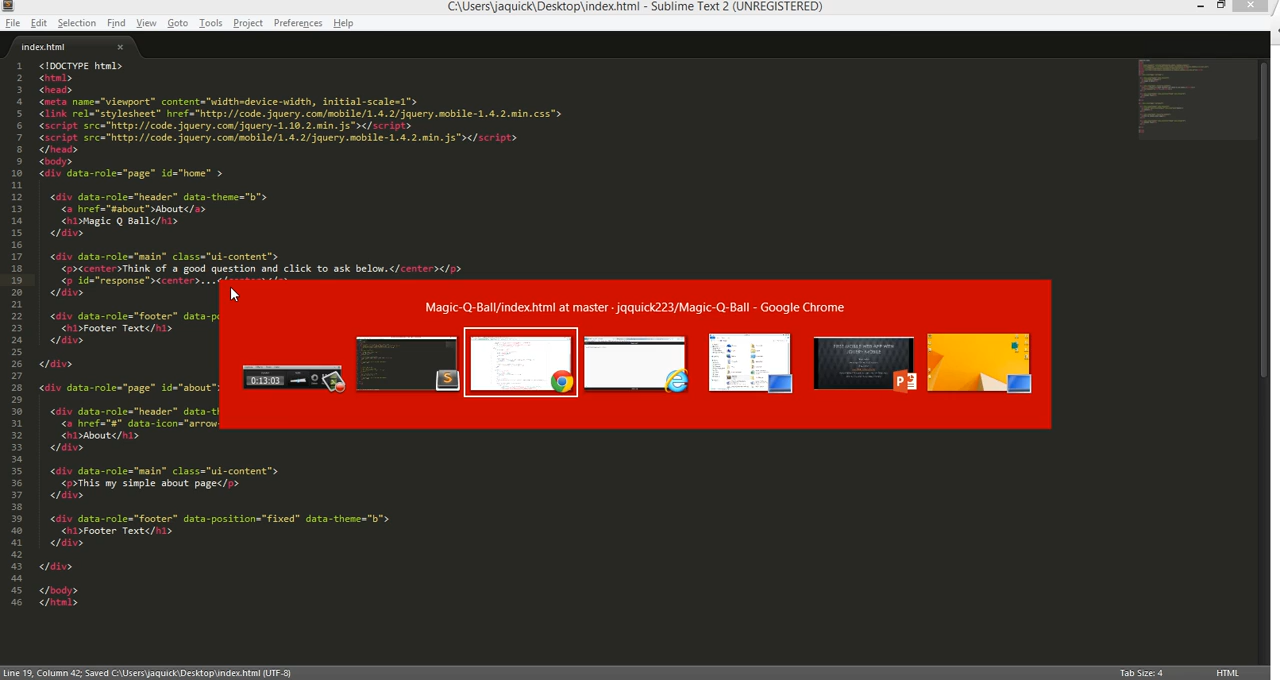 C:\Users\jaquick\Desktop\index.html - Sublime Text 2 (UNREGISTERED)
File Edit Selection Find View Goto Tools Project Preferences Help
index.html
1 <!DOCTYPE html>
2 <html>
3 <head>
4 <meta name="viewport" content="width=device-width, initial-scale=1">
5 <link rel="stylesheet" href="http://code.jquery.com/mobile/1.4.2/jquery.mobile-1.4.2.min.css">
6 <script src="http://code.jquery.com/jquery-1.10.2.min.js"></script>
7 <script src="http://code.jquery.com/mobile/1.4.2/jquery.mobile-1.4.2.min.js"></script>
8 </head>
9 <body>
10 <div data-role="page" id="home" >
11
12 <div data-role="header" data-theme="b">
13 <a href="#about">About</a>
14 <h1>Magic Q Ball</h1>
15 </div>
16
17 <div data-role="main" class="ui-content">
18 <p><center>Think of a good question and click to ask below.</center></p>
19 <p id="response"><center>...
20 </div>
21
22 <div data-role="footer" data-p
23 <h1>Footer Text</h1>
24 </div>
25
26 </div>
27
28 <div data-role="page" id="about"
29
30 <div data-role="header" data-t
31 <a href="#" data-icon="arrow-
32 <h1>About</h1>
33 </div>
34
35 <div data-role="main" class="ui-content">
36 <p>This my simple about page</p>
37 </div>
38
39 <div data-role="footer" data-position="fixed" data-theme="b">
40 <h1>Footer Text</h1>
41 </div>
42
43 </div>
44
45 </body>
46 </html>
Magic-Q-Ball/index.html at master · jqquick223/Magic-Q-Ball - Google Chrome
0:13:03
Line 19, Column 42; Saved C:\Users\jaquick\Desktop\index.html (UTF-8) Tab Size: 4 HTML